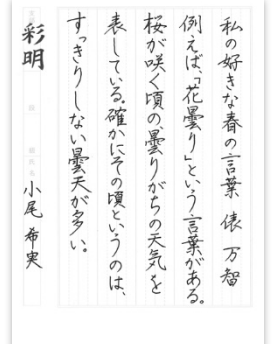 私の好きな春の言葉 俵 万智
例えば、「花曇り」という言葉がある。
桜が咲く頃の曇りがちの天気を
表している。確かにその頃というのは、
すっきりしない曇天が多い。
彩明
小尾 希実